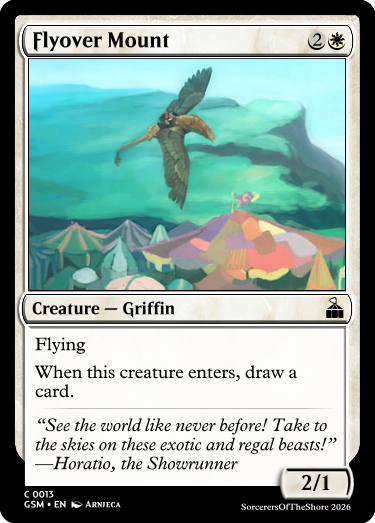 Flyover Mount 2
Creature — Griffin
Flying
When this creature enters, draw a
card.
“See the world like never before! Take to
the skies on these exotic and regal beasts!”
—Horatio, the Showrunner
2/1
C 0013
GSM • EN Arnieca
SorcerersOfTheShore 2026